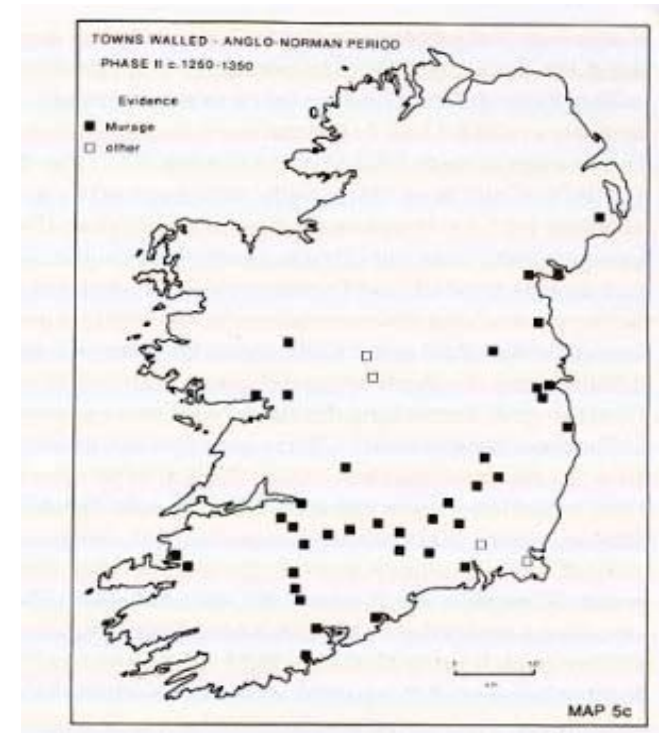 TOWNS WALLED - ANGLO-NORMAN PERIOD
PHASE II c. 1250-1350
Evidence
Murage
other
MAP 5c